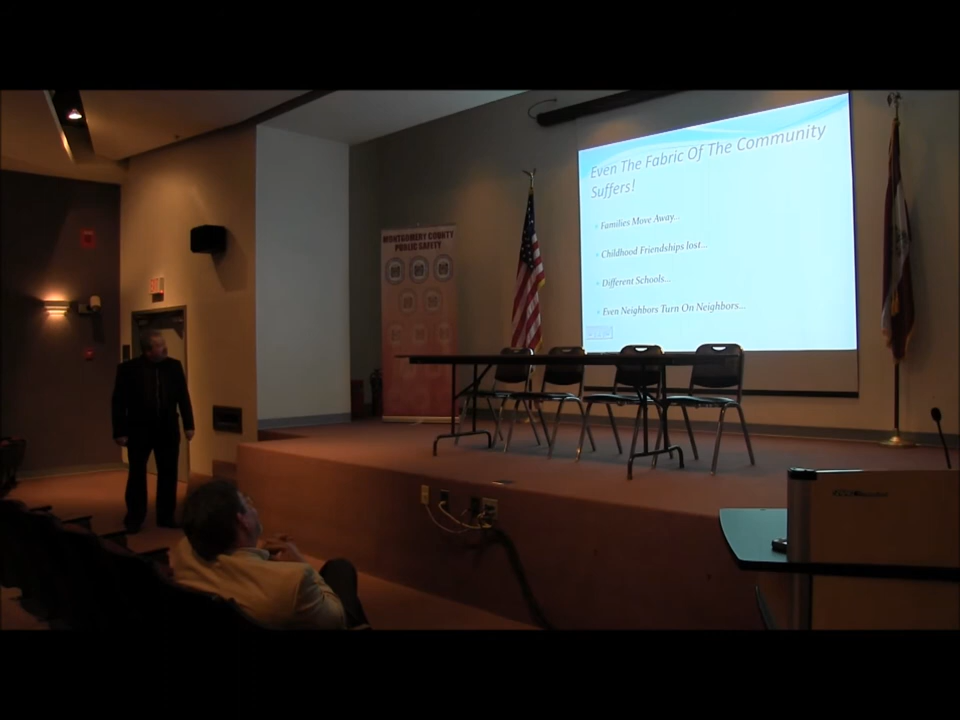 Even The Fabric Of The Community
Suffers!
Families Move Away...
Childhood Friendships lost...
Different Schools...
Even Neighbors Turn On Neighbors...
MONTGOMERY COUNTY
PUBLIC SAFETY